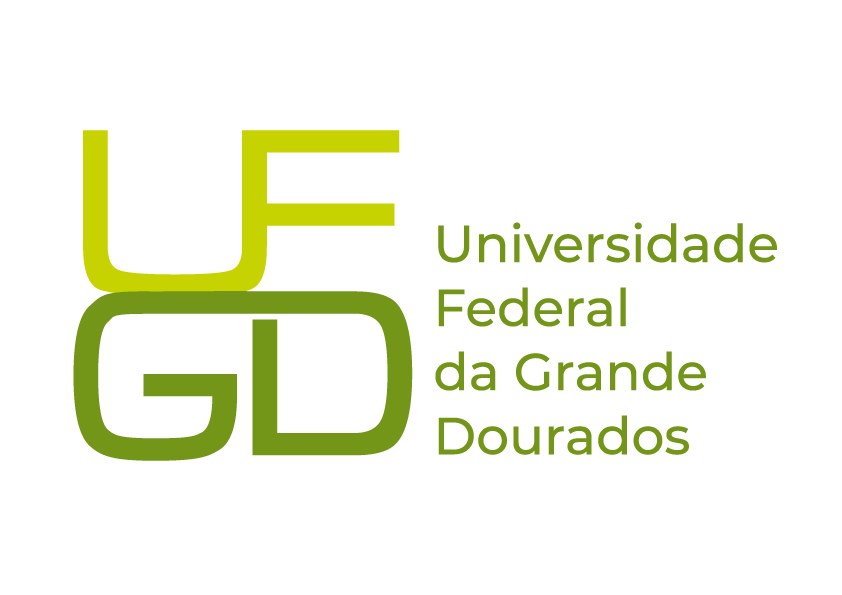 UF
GD
Universidade
Federal
da Grande
Dourados